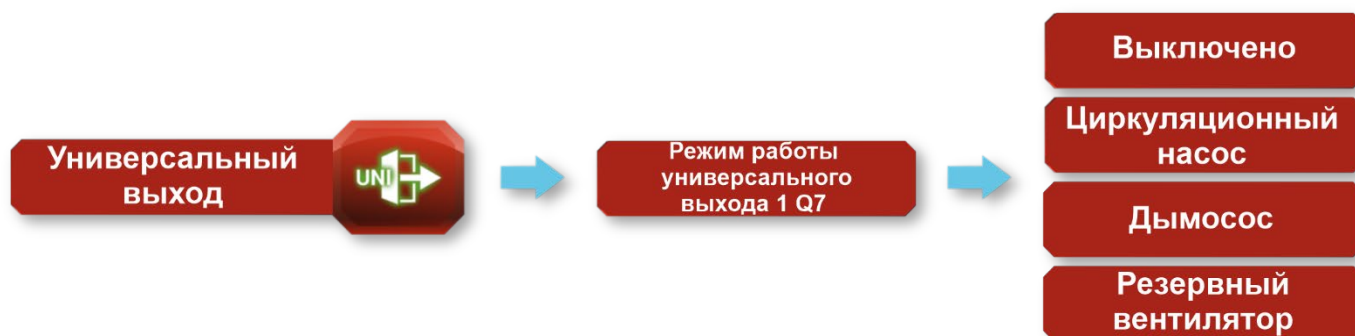 Универсальный
выход
UNI
Режим работы
универсального
выхода 1 Q7
Выключено
Циркуляционный
насос
Дымосос
Резервный
вентилятор